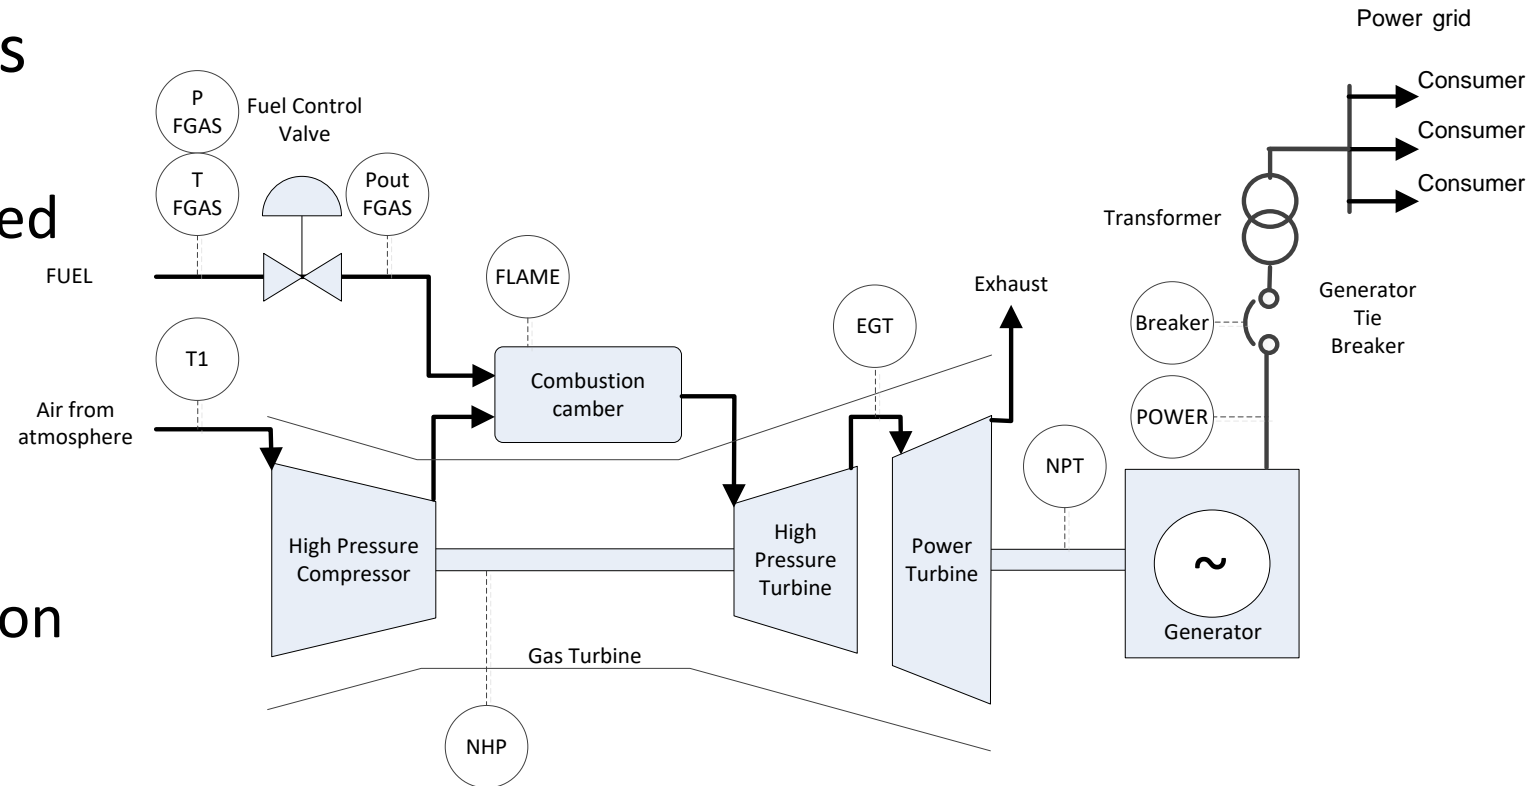 s
ed
on
Power grid
Consumer
Consumer
Consumer
P
FGAS
Fuel Control
Valve
T
FGAS
Pout
FGAS
Transformer
FUEL
FLAME
Exhaust
Generator
Tie
Breaker
Breaker
EGT
T1
Combustion
camber
Air from
atmosphere
POWER
NPT
High Pressure
Compressor
High
Pressure
Turbine
Power
Turbine
~
Generator
Gas Turbine
NHP